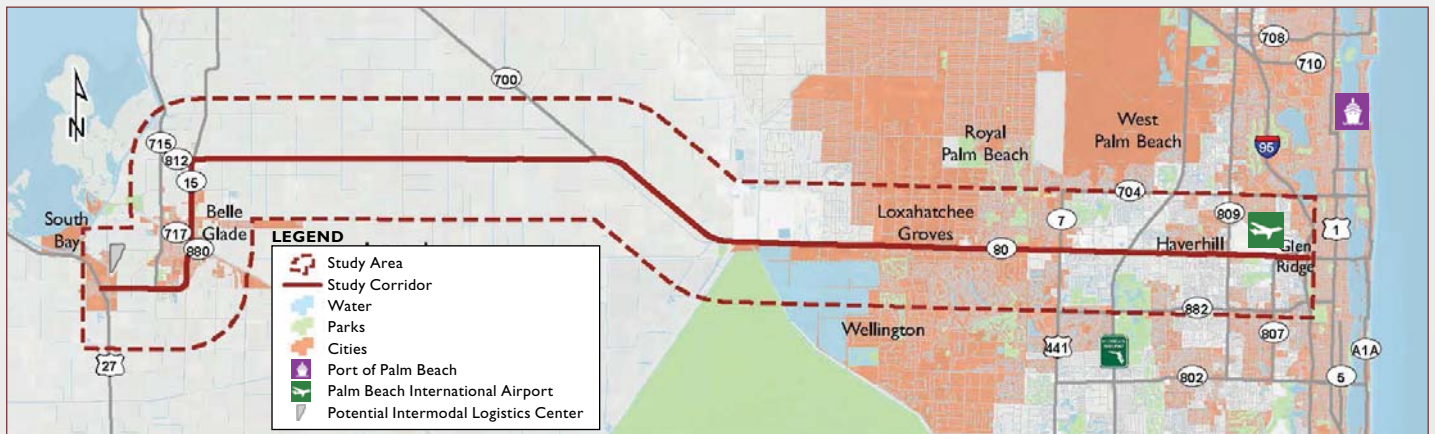 708
710
700
N
West
Palm Beach
Royal
Palm Beach
95
715
812
15
704
South
Bay
Belle
Glade
717
880
7
809
Loxahatchee
Groves
80
Haverhill
Glen
Ridge
1
LEGEND
Study Area
Study Corridor
Water
Parks
Cities
Port of Palm Beach
Palm Beach International Airport
Potential Intermodal Logistics Center
27
Wellington
882
807
441
A1A
802
5